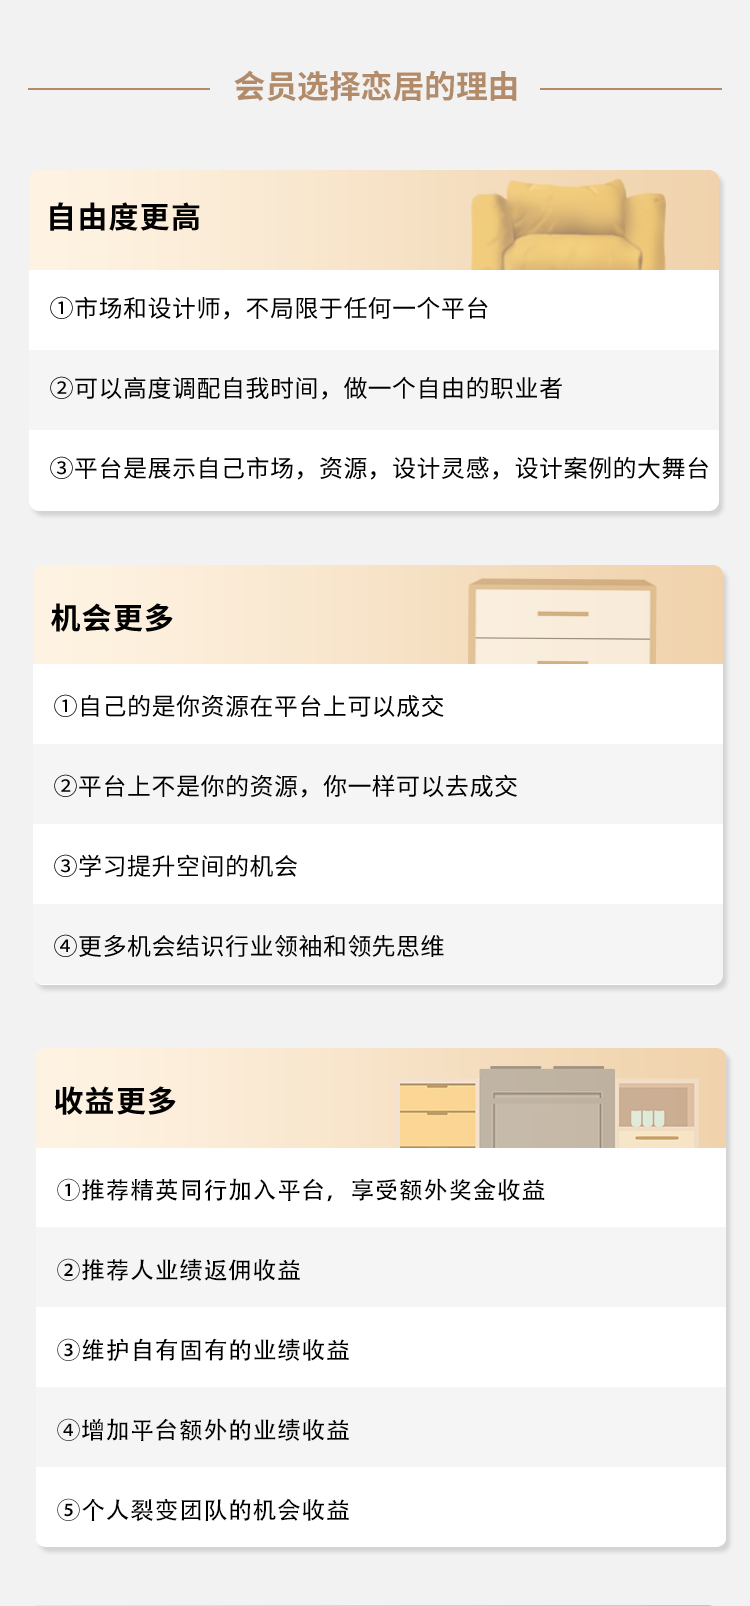 会员选择恋居的理由
自由度更高
①市场和设计师，不局限于任何一个平台
②可以高度调配自我时间，做一个自由的职业者
③平台是展示自己市场，资源，设计灵感，设计案例的大舞台
机会更多
①自己的是你资源在平台上可以成交
②平台上不是你的资源，你一样可以去成交
③学习提升空间的机会
④更多机会结识行业领袖和领先思维
收益更多
①推荐精英同行加入平台，享受额外奖金收益
②推荐人业绩返佣收益
③维护自有固有的业绩收益
④增加平台额外的业绩收益
⑤个人裂变团队的机会收益